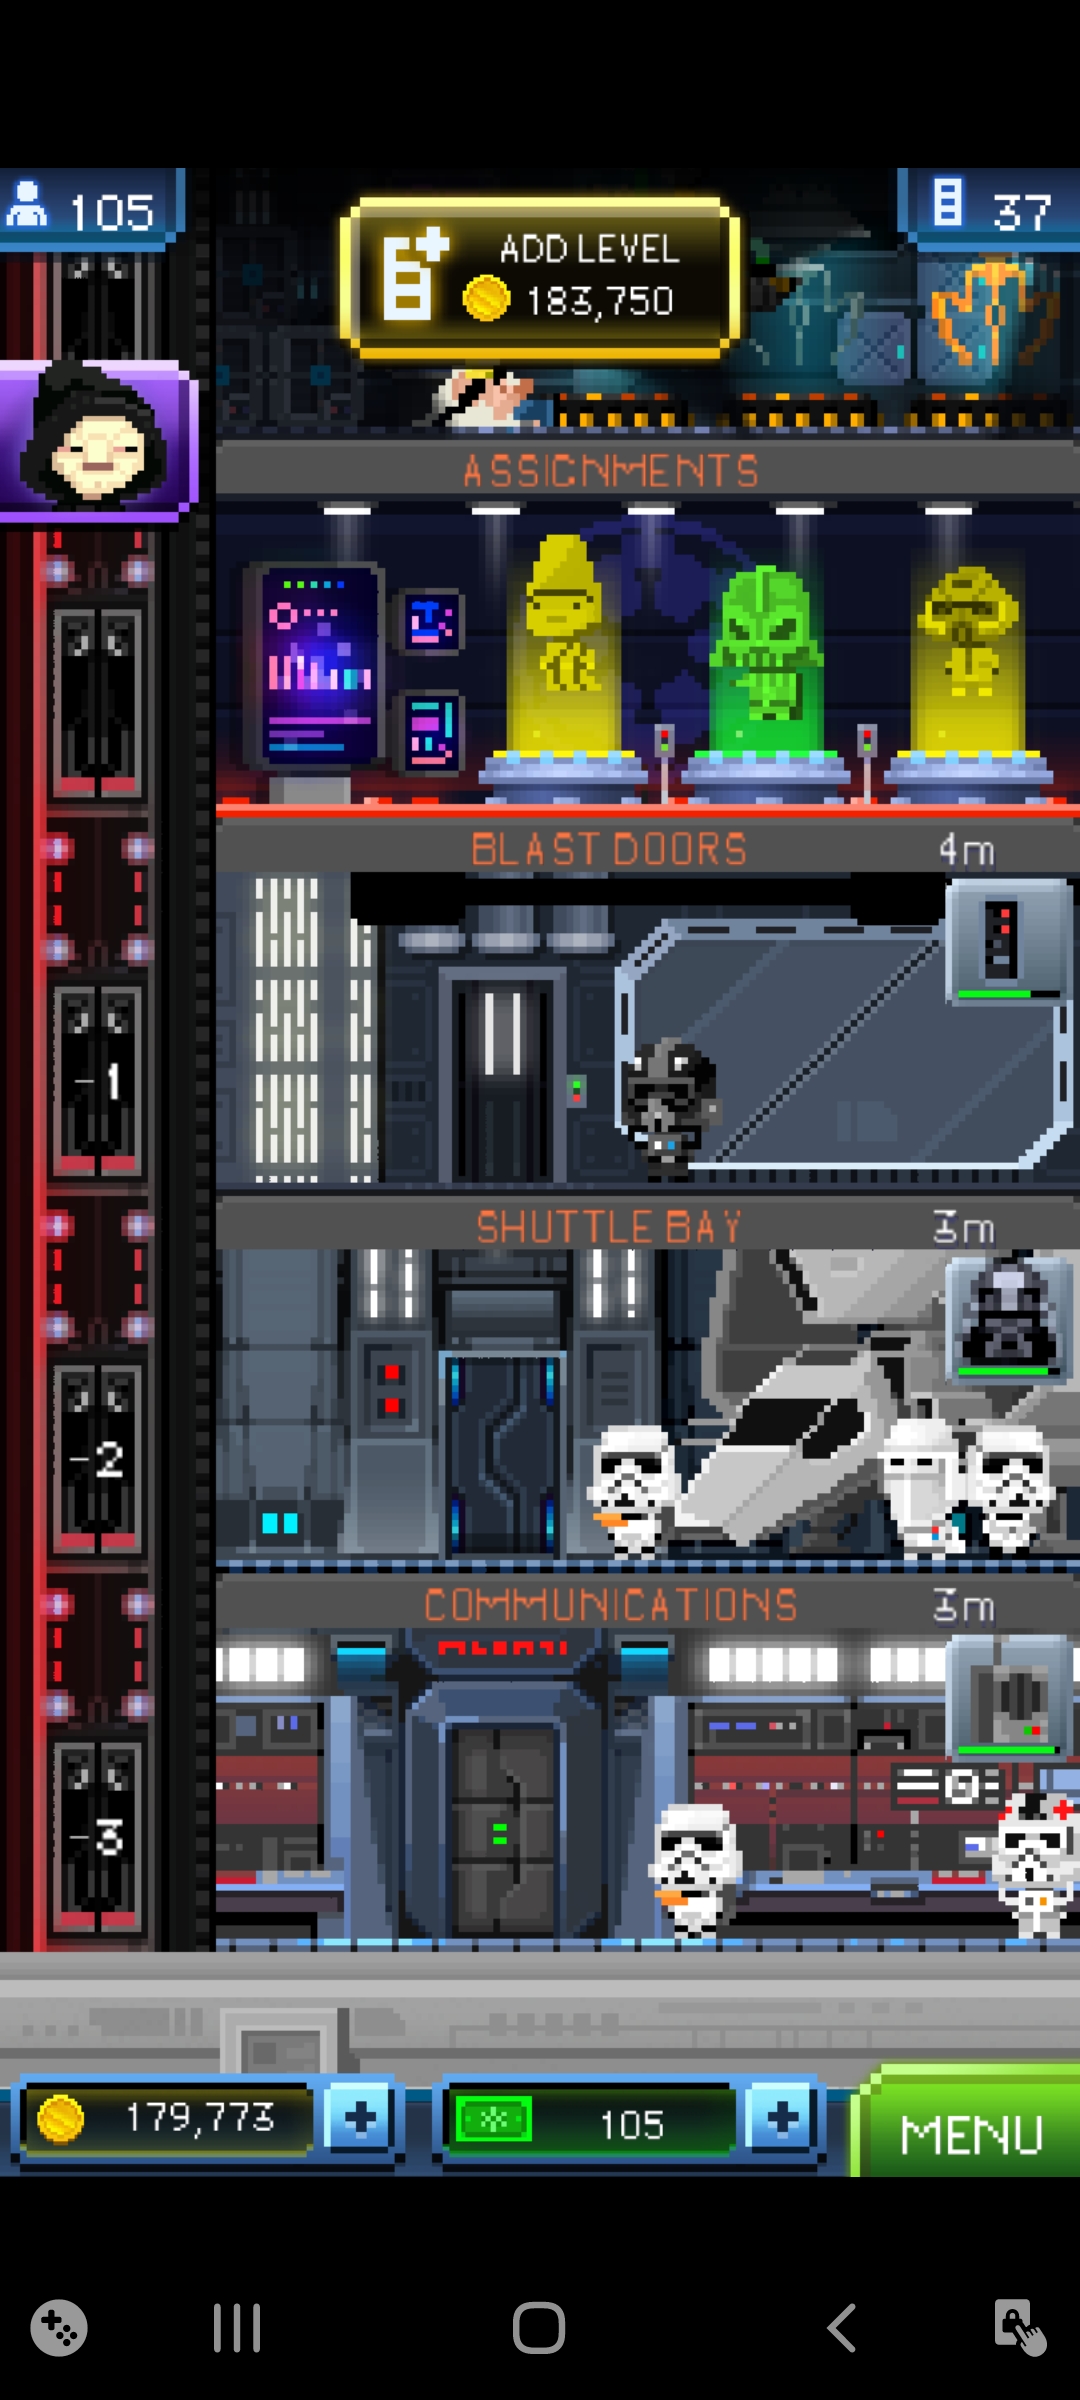 105
ADD LEVEL
183,750
37
ASSIGNMENTS
BLAST DOORS 4m
-1
SHUTTLE BAY 3m
-2
COMMUNICATIONS 3m
-3
179,773
105
MENU